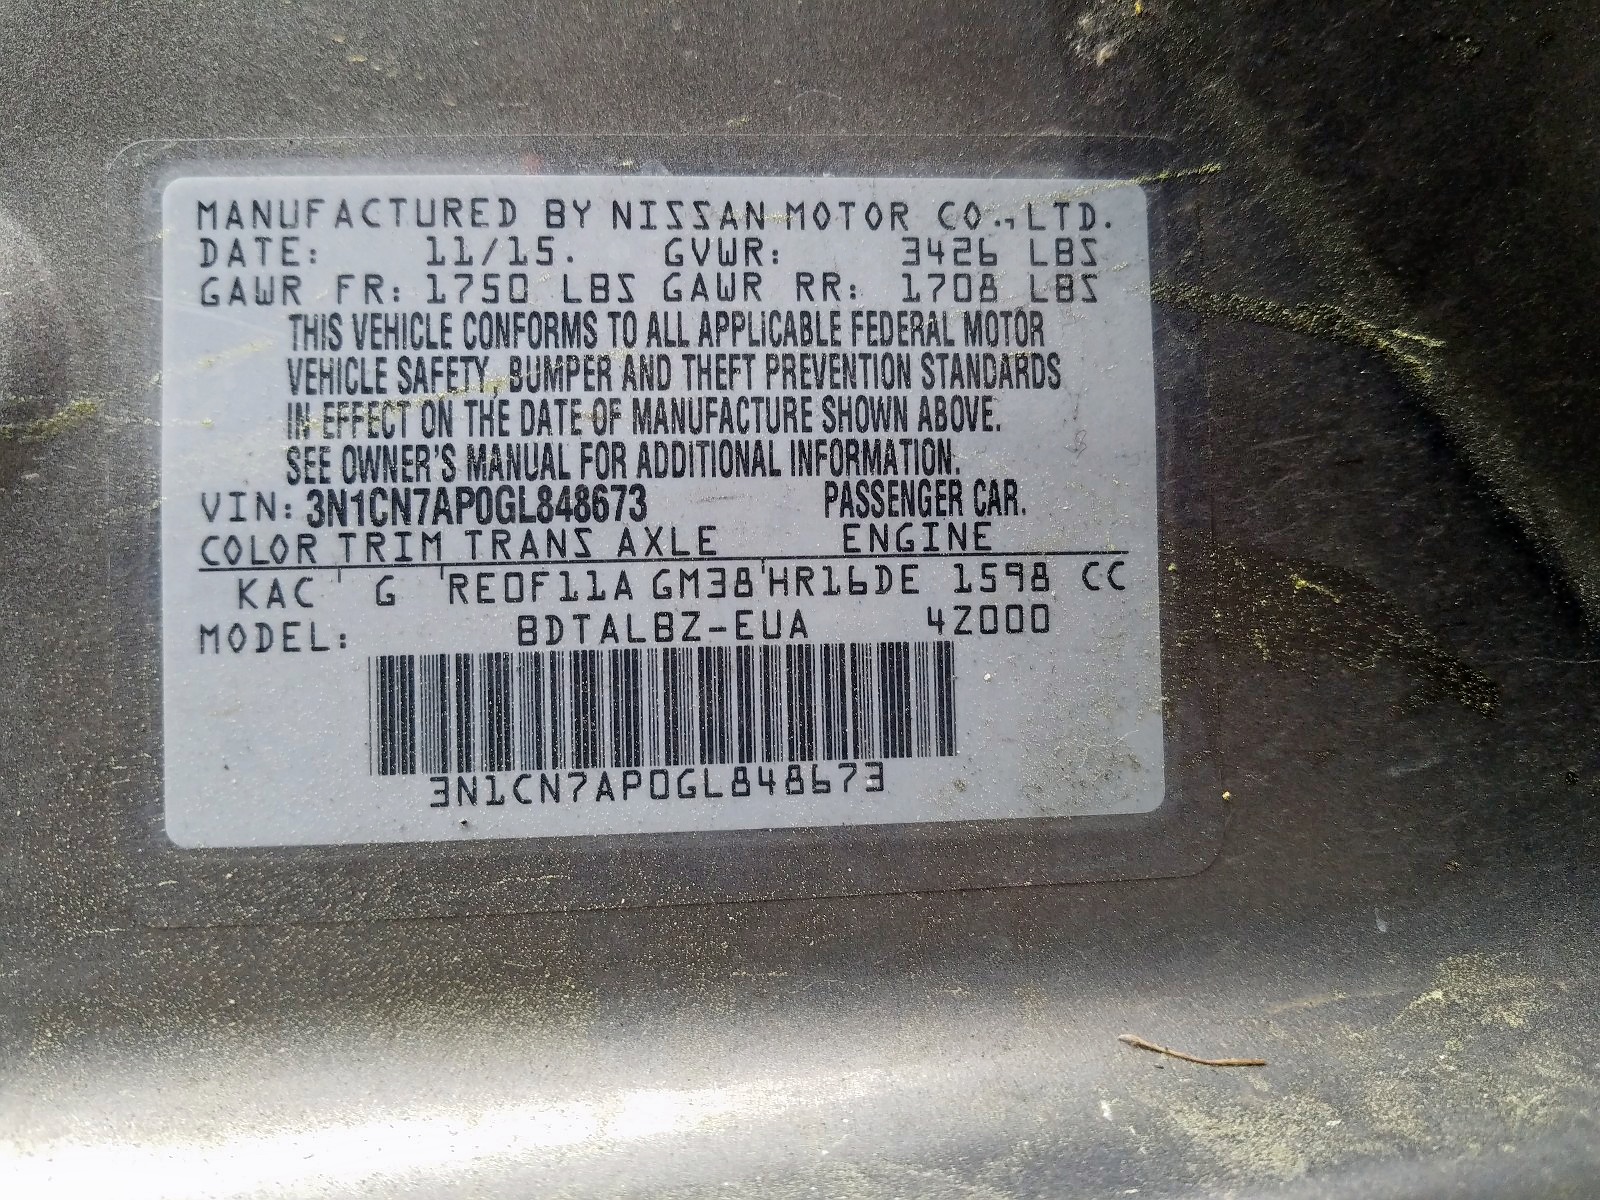 MANUFACTURED BY NISSAN MOTOR CO.,LTD.
DATE: 11/15. GVWR: 3426 LBS
GAWR FR: 1750 LBS GAWR RR: 1708 LBS
THIS VEHICLE CONFORMS TO ALL APPLICABLE FEDERAL MOTOR
VEHICLE SAFETY, BUMPER AND THEFT PREVENTION STANDARDS
IN EFFECT ON THE DATE OF MANUFACTURE SHOWN ABOVE.
SEE OWNER'S MANUAL FOR ADDITIONAL INFORMATION.
VIN: 3N1CN7AP0GL848673 PASSENGER CAR.
COLOR TRIM TRANS AXLE ENGINE
KAC G RE0F11A GM38 HR16DE 1598 CC
MODEL: BDTALBZ-EUA 4Z000
3N1CN7AP0GL848673